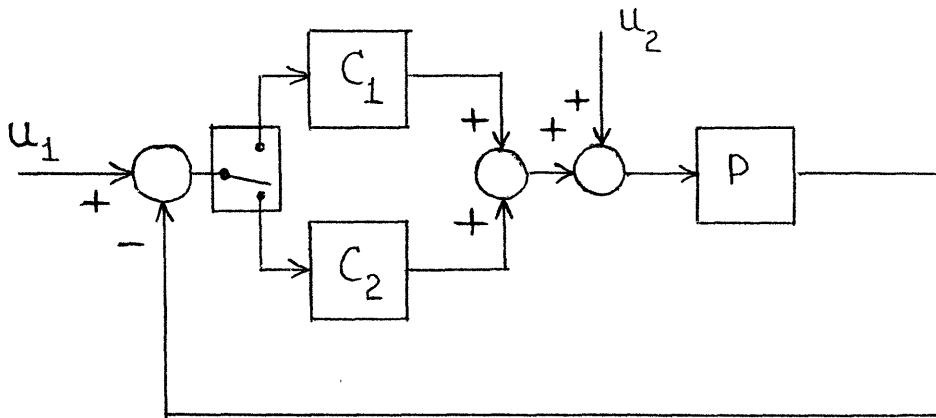 u₁
+
−
C₁
C₂
+
+
+
+
u₂
P